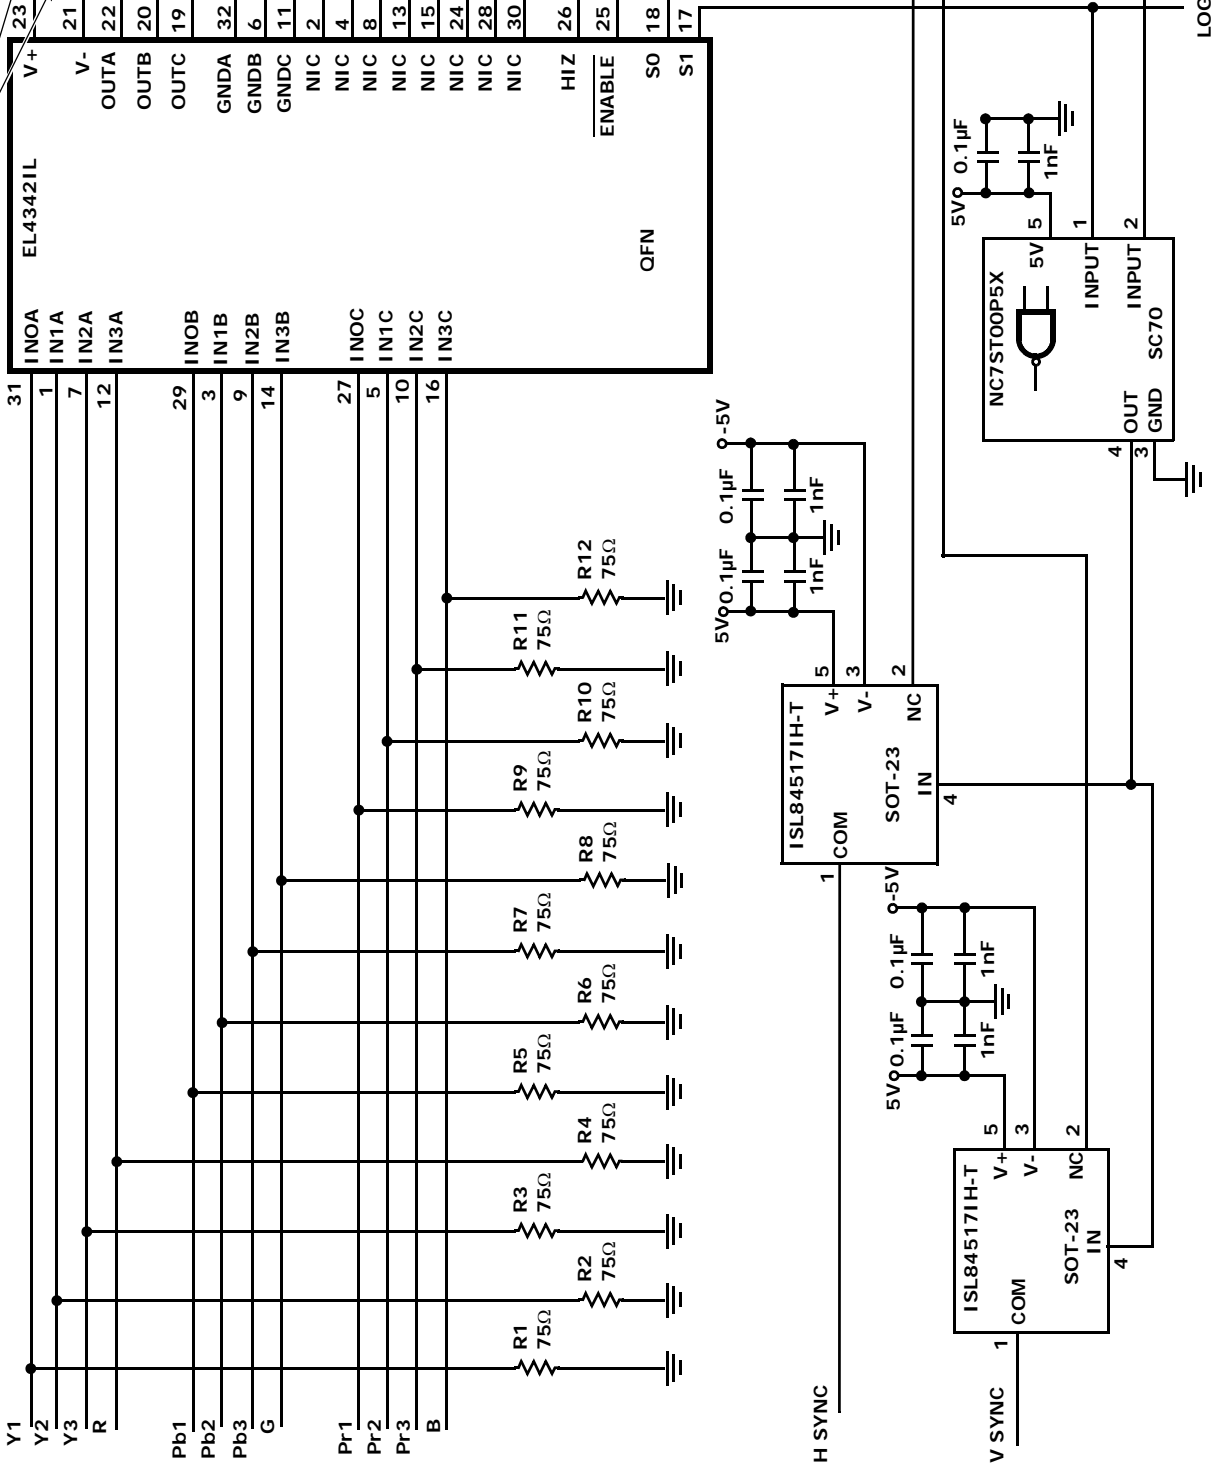 23
21
22
20
19
32
6
11
2
4
8
13
15
24
28
30
26
25
18
17
V+
V-
OUTA
OUTB
OUTC
GNDA
GNDB
GNDC
NIC
NIC
NIC
NIC
NIC
NIC
NIC
NIC
HIZ
ENABLE
S0
S1
EL4342IL
QFN
IN0A
IN1A
IN2A
IN3A
IN0B
IN1B
IN2B
IN3B
IN0C
IN1C
IN2C
IN3C
31
1
7
12
29
3
9
14
27
5
10
16
R12
75Ω
R11
75Ω
R10
75Ω
R9
75Ω
R8
75Ω
R7
75Ω
R6
75Ω
R5
75Ω
R4
75Ω
R3
75Ω
R2
75Ω
R1
75Ω
Y1
Y2
Y3
R
Pb1
Pb2
Pb3
G
Pr1
Pr2
Pr3
B
H SYNC
V SYNC
0.1µF
1nF
5V
5
1
2
5V
INPUT
INPUT
NC7ST00P5X
SC70
OUT
GND
4
3
-5V
0.1µF
1nF
0.1µF
1nF
5V
5
3
2
V+
V-
NC
ISL84517IH-T
SOT-23
IN
COM
4
1
-5V
0.1µF
1nF
0.1µF
1nF
5V
5
3
2
V+
V-
NC
ISL84517IH-T
SOT-23
IN
COM
4
1